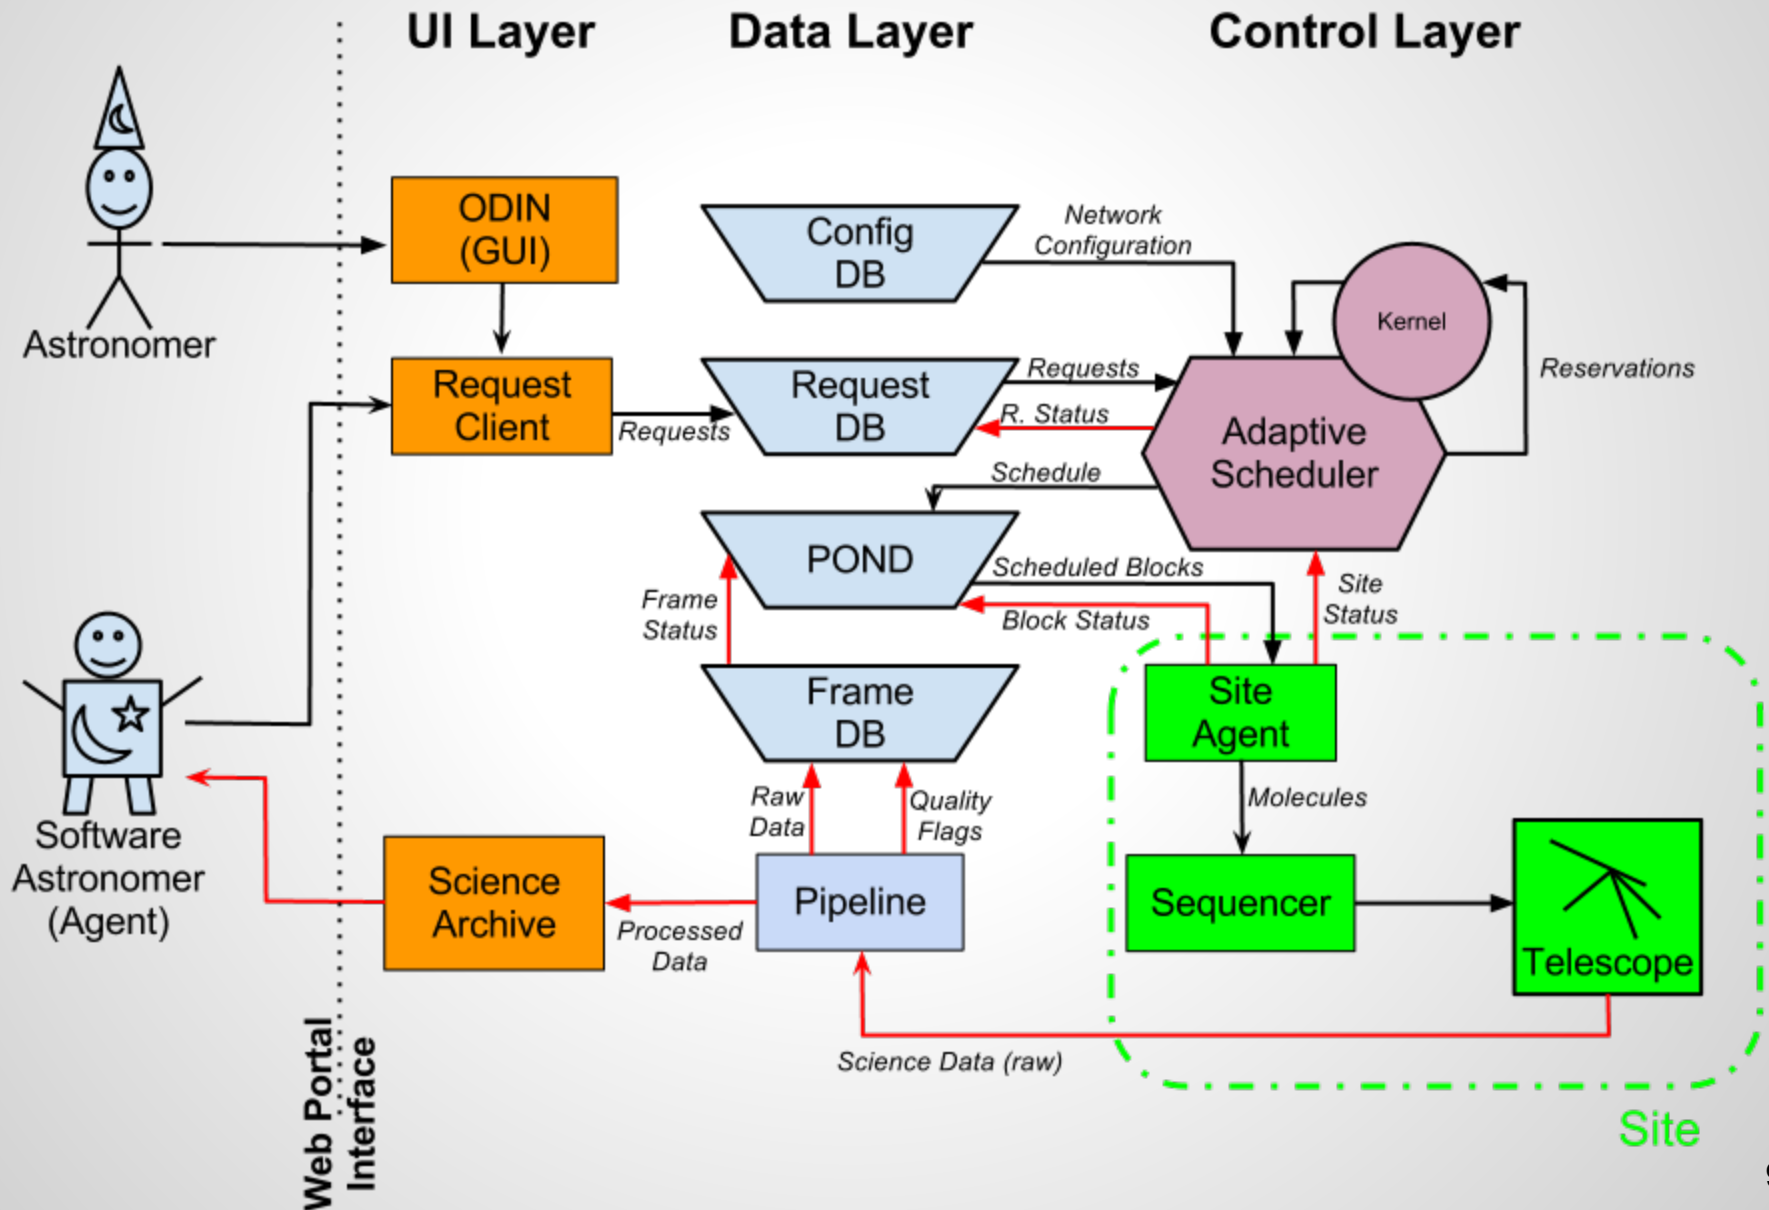 UI Layer
Data Layer
Control Layer
ODIN
(GUI)
Config
DB
Network
Configuration
Kernel
Astronomer
Request
Client
Requests
Request
DB
Requests
R. Status
Adaptive
Scheduler
Reservations
Schedule
POND
Scheduled Blocks
Block Status
Site
Status
Frame
Status
Frame
DB
Site
Agent
Raw
Data
Quality
Flags
Molecules
Software
Astronomer
(Agent)
Science
Archive
Processed
Data
Pipeline
Sequencer
Telescope
Science Data (raw)
Web Portal
Interface
Site